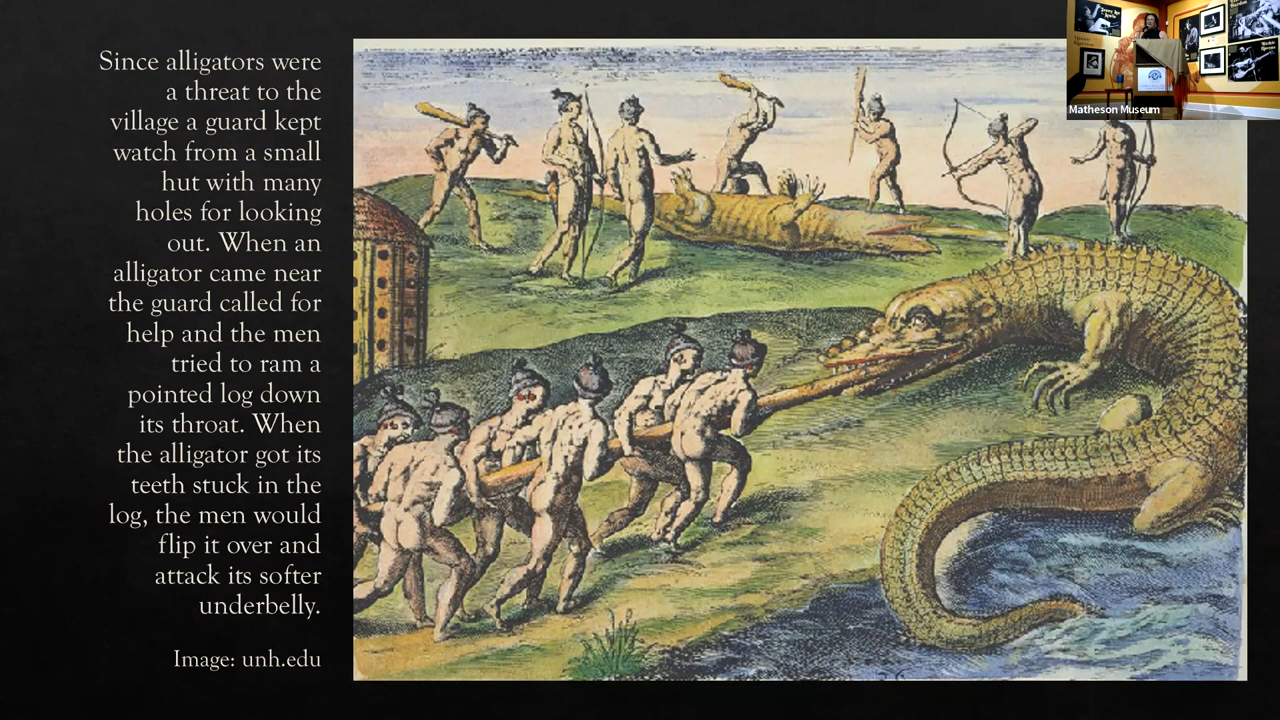 Since alligators were
a threat to the
village a guard kept
watch from a small
hut with many
holes for looking
out. When an
alligator came near
the guard called for
help and the men
tried to ram a
pointed log down
its throat. When
the alligator got its
teeth stuck in the
log, the men would
flip it over and
attack its softer
underbelly.
Image: unh.edu
Matheson Museum